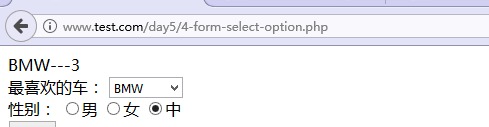 www.test.com/day5/4-form-select-option.php
BMW---3
最喜欢的车： BMW
性别： 男 女 中